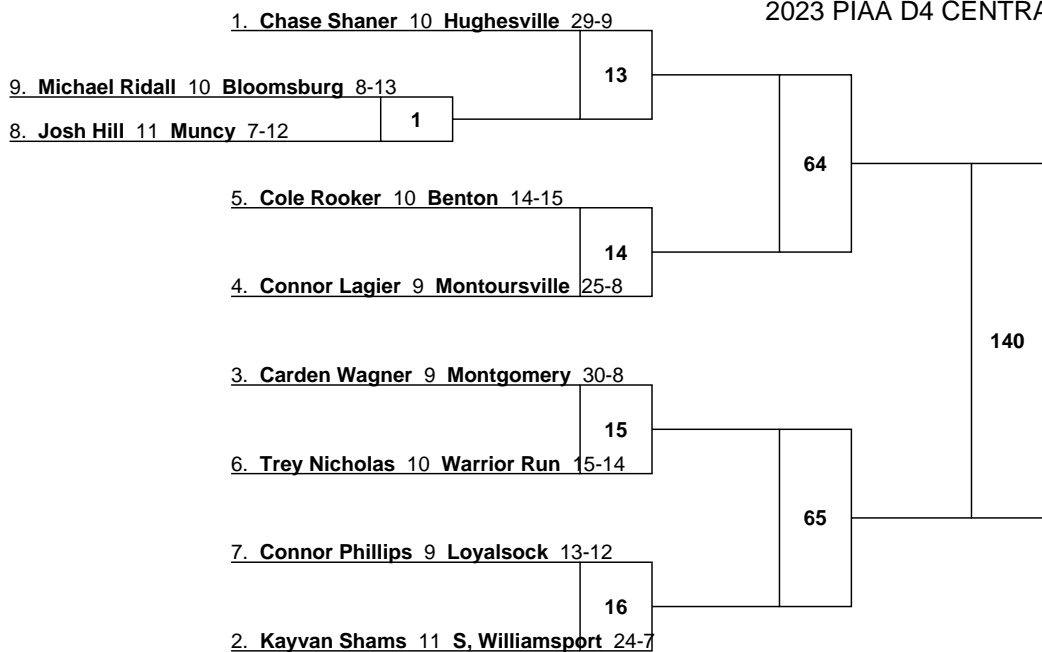 2023 PIAA D4 CENTRA
1. Chase Shaner 10 Hughesville 29-9
13
9. Michael Ridall 10 Bloomsburg 8-13
1
8. Josh Hill 11 Muncy 7-12
64
5. Cole Rooker 10 Benton 14-15
14
4. Connor Lagier 9 Montoursville 25-8
140
3. Carden Wagner 9 Montgomery 30-8
15
6. Trey Nicholas 10 Warrior Run 15-14
65
7. Connor Phillips 9 Loyalsock 13-12
16
2. Kayvan Shams 11 S, Williamsport 24-7